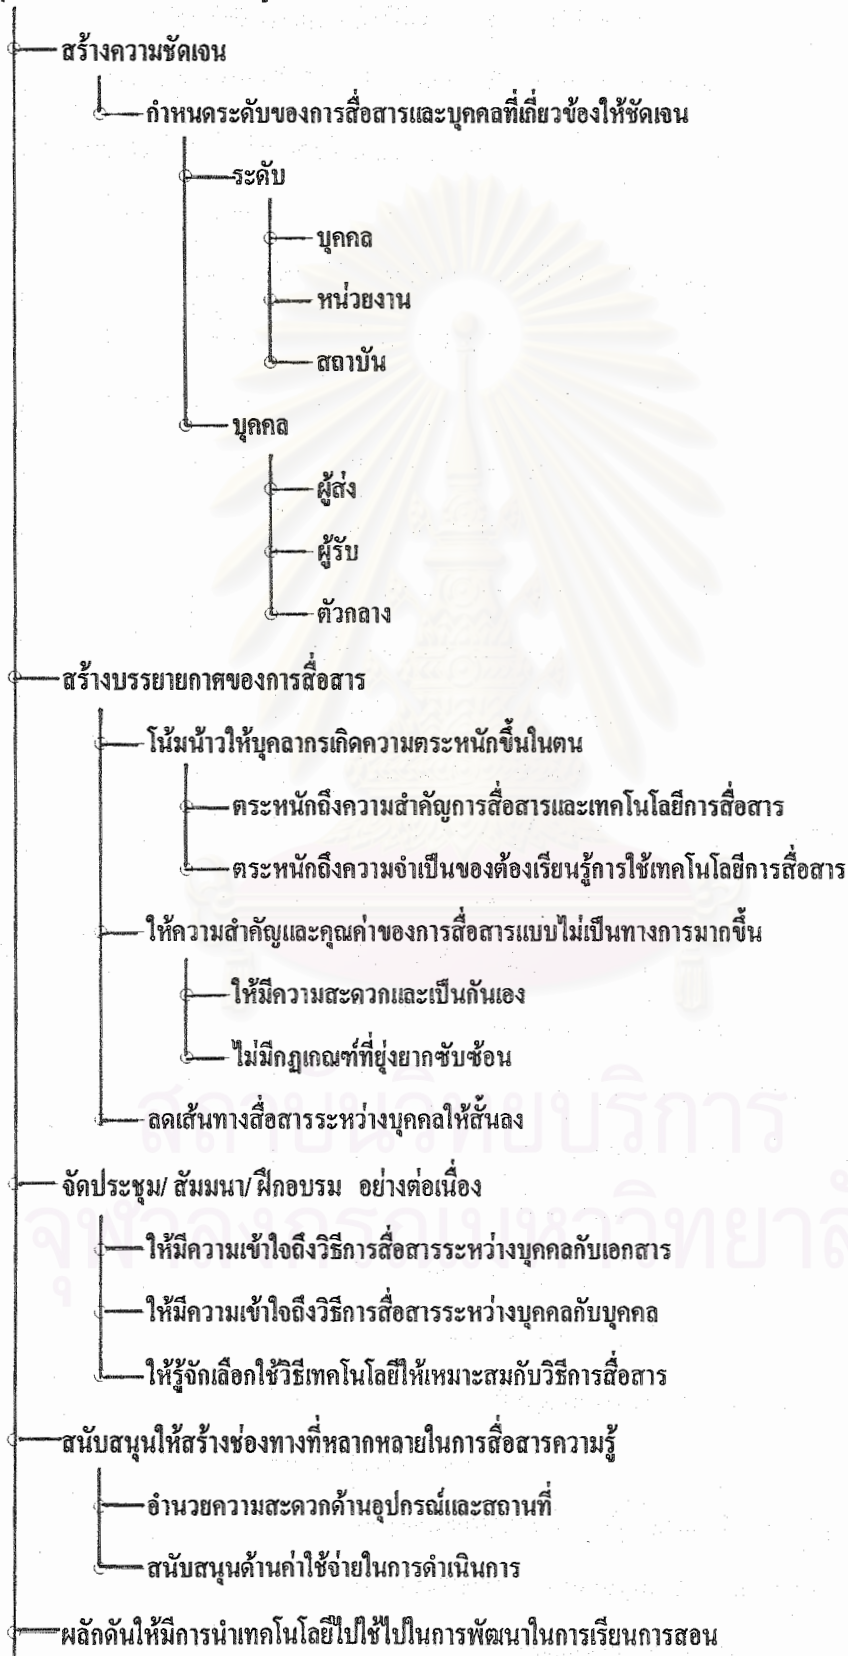 สร้างความชัดเจน
กำหนดระดับของการสื่อสารและบุคคลที่เกี่ยวข้องให้ชัดเจน
ระดับ
บุคคล
หน่วยงาน
สถาบัน
บุคคล
ผู้ส่ง
ผู้รับ
ตัวกลาง
สร้างบรรยายกาศของการสื่อสาร
โน้มน้าวให้บุคลากรเกิดความตระหนักขึ้นในตน
ตระหนักถึงความสำคัญการสื่อสารและเทคโนโลยีการสื่อสาร
ตระหนักถึงความจำเป็นของต้องเรียนรู้การใช้เทคโนโลยีการสื่อสาร
ให้ความสำคัญและคุณค่าของการสื่อสารแบบไม่เป็นทางการมากขึ้น
ให้มีความสะดวกและเป็นกันเอง
ไม่มีกฎเกณฑ์ที่ยุ่งยากซับซ้อน
ลดเส้นทางสื่อสารระหว่างบุคคลให้สั้นลง
สถาบันวิทยบริการ
จัดประชุม/ สัมมนา/ ฝึกอบรม อย่างต่อเนื่อง
จุฬาลงกรณ์มหาวิทยาลั
ให้มีความเข้าใจถึงวิธีการสื่อสารระหว่างบุคคลกับเอกสาร
ให้มีความเข้าใจถึงวิธีการสื่อสารระหว่างบุคคลกับบุคคล
ให้รู้จักเลือกใช้วิธีเทคโนโลยีให้เหมาะสมกับวิธีการสื่อสาร
สนับสนุนให้สร้างช่องทางที่หลากหลายในการสื่อสารความรู้
อำนวยความสะดวกด้านอุปกรณ์และสถานที่
สนับสนุนด้านค่าใช้จ่ายในการดำเนินการ
ผลักดันให้มีการนำเทคโนโลยีไปใช้ไปในการพัฒนาในการเรียนการสอน